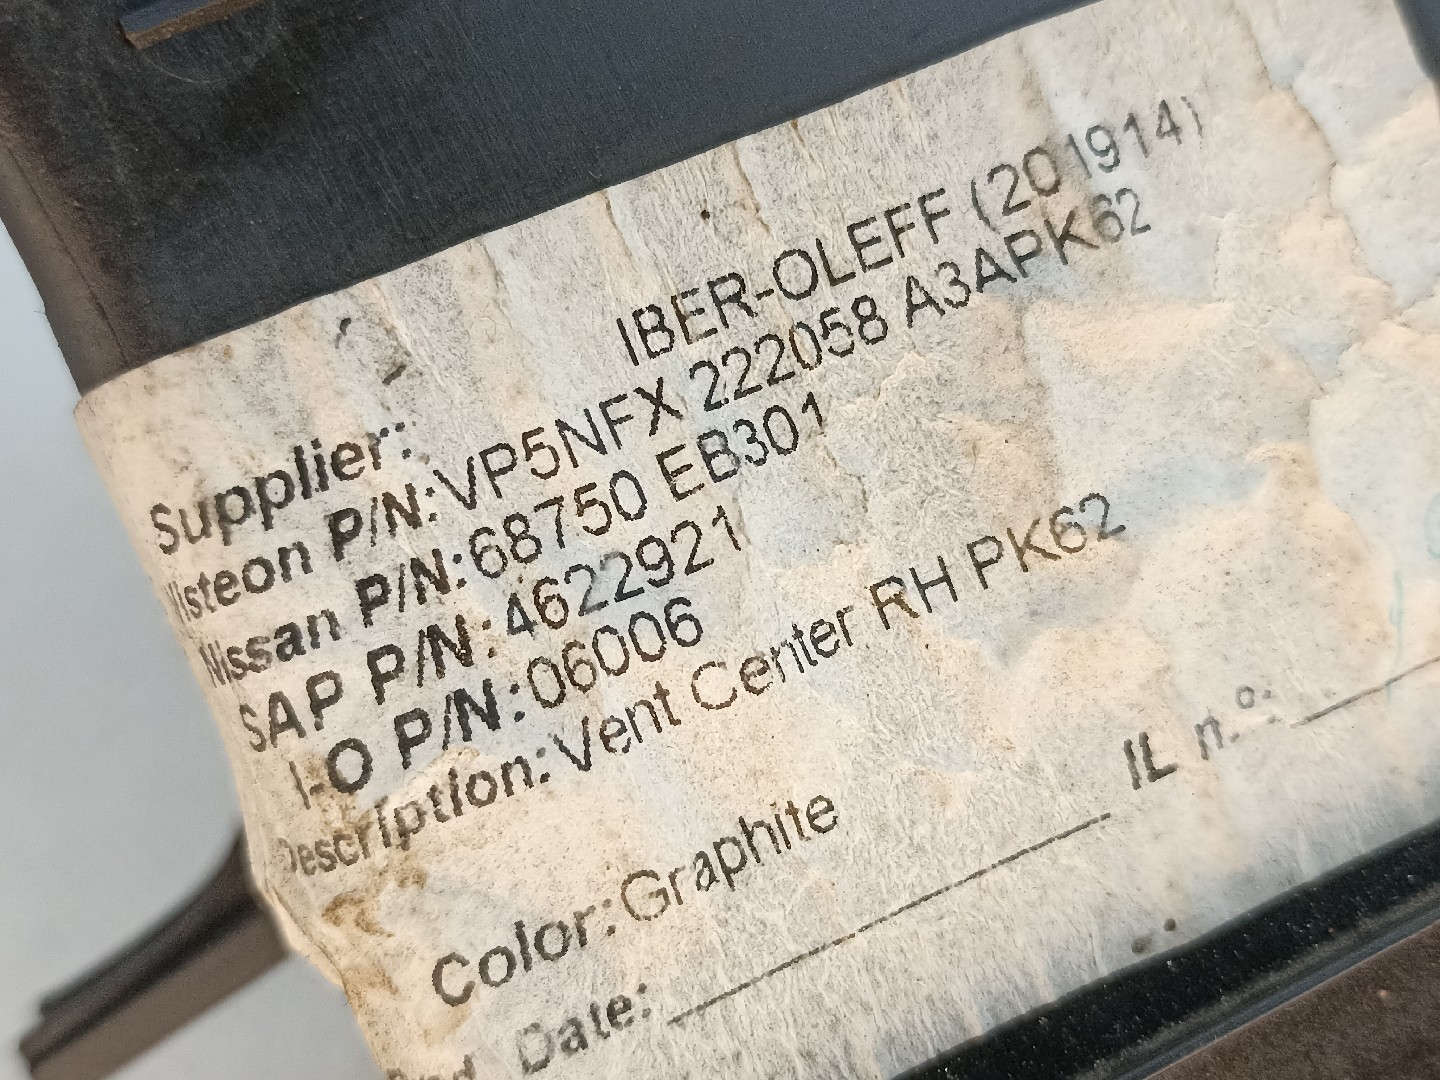 Supplier: IBER-OLEFF (201914)
Visteon P/N: VP5NFX 222058 A3APK62
Nissan P/N: 68750 EB301
SAP P/N: 4622921
I-O P/N: 06006
Description: Vent Center RH PK62
Color: Graphite
Date: IL n.º: